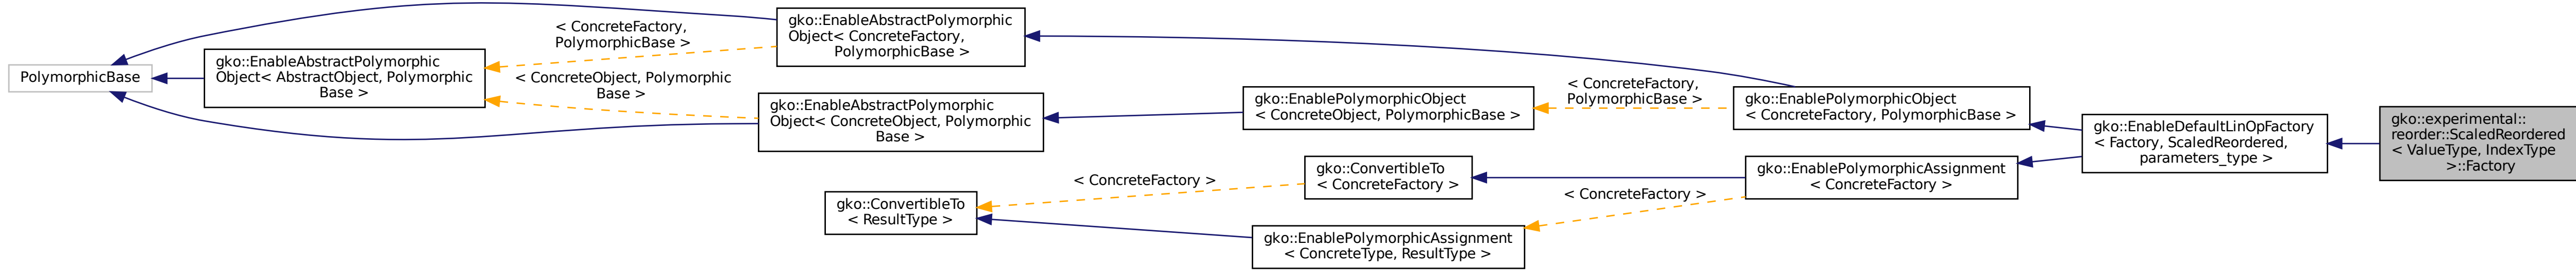 PolymorphicBase
gko::EnableAbstractPolymorphic
Object< AbstractObject, Polymorphic
Base >
< ConcreteFactory,
PolymorphicBase >
< ConcreteObject, Polymorphic
Base >
gko::EnableAbstractPolymorphic
Object< ConcreteFactory,
PolymorphicBase >
gko::EnableAbstractPolymorphic
Object< ConcreteObject, Polymorphic
Base >
gko::ConvertibleTo
< ResultType >
< ConcreteFactory >
gko::EnablePolymorphicObject
< ConcreteObject, PolymorphicBase >
gko::ConvertibleTo
< ConcreteFactory >
gko::EnablePolymorphicAssignment
< ConcreteType, ResultType >
< ConcreteFactory,
PolymorphicBase >
< ConcreteFactory >
gko::EnablePolymorphicObject
< ConcreteFactory, PolymorphicBase >
gko::EnablePolymorphicAssignment
< ConcreteFactory >
gko::EnableDefaultLinOpFactory
< Factory, ScaledReordered,
parameters_type >
gko::experimental::
reorder::ScaledReordered
< ValueType, IndexType
>::Factory